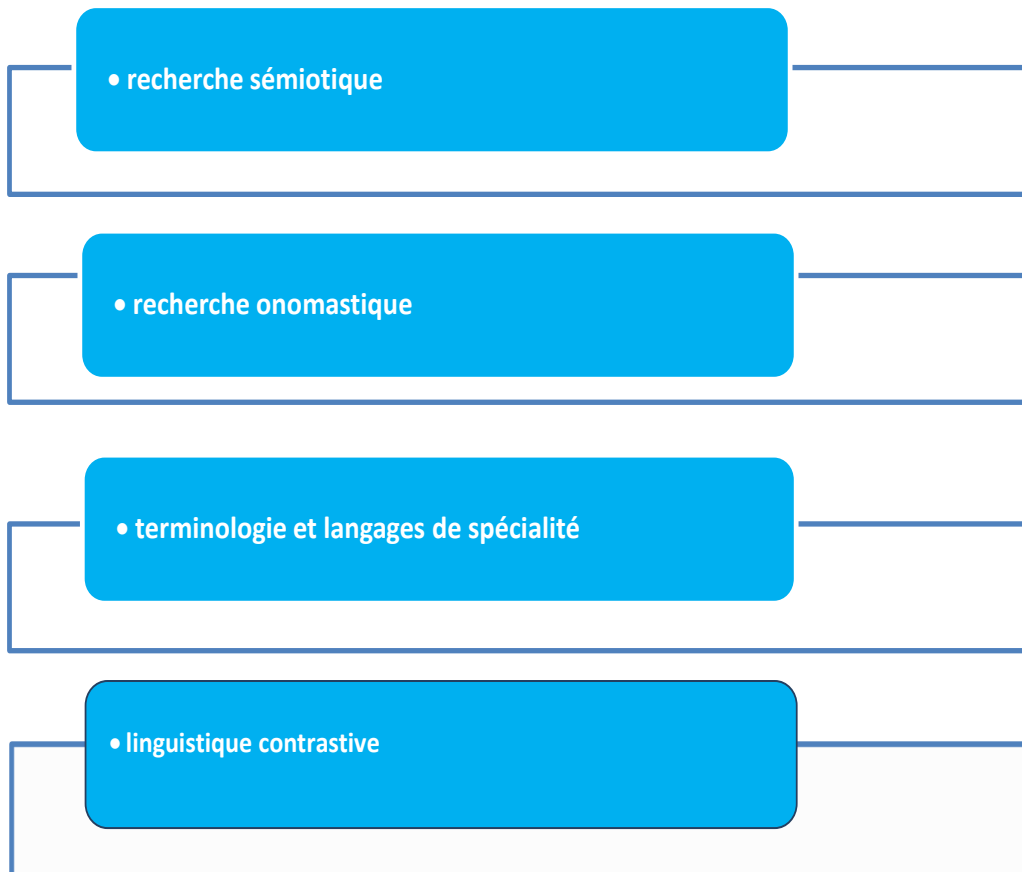 • recherche sémiotique
• recherche onomastique
• terminologie et langages de spécialité
• linguistique contrastive